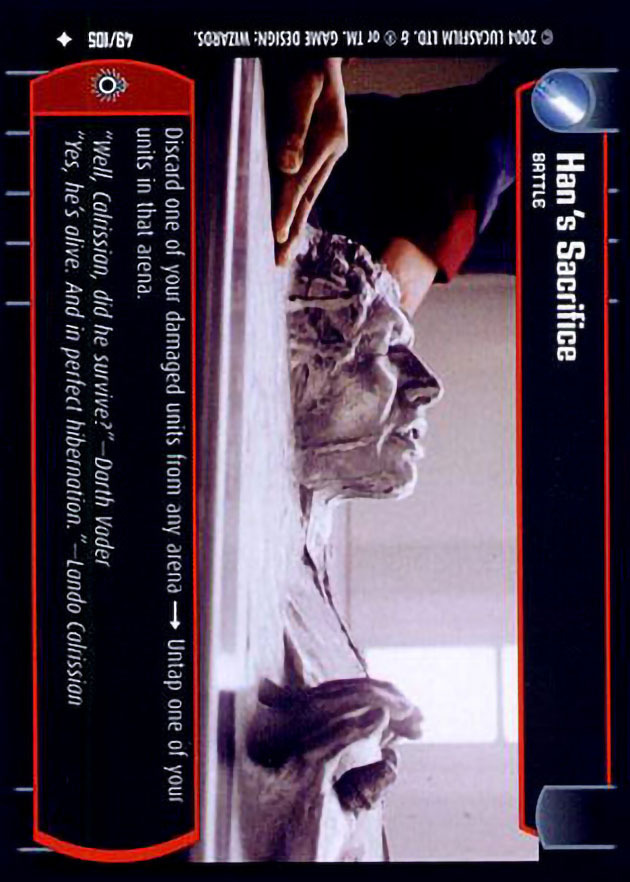 Han's Sacrifice
BATTLE
Discard one of your damaged units from any arena → Untap one of your
units in that arena.
"Well, Calrissian, did he survive?"—Darth Vader
"Yes, he's alive. And in perfect hibernation."—Lando Calrissian
49/105
© 2004 LUCASFILM LTD. & ® or TM. GAME DESIGN: WIZARDS.